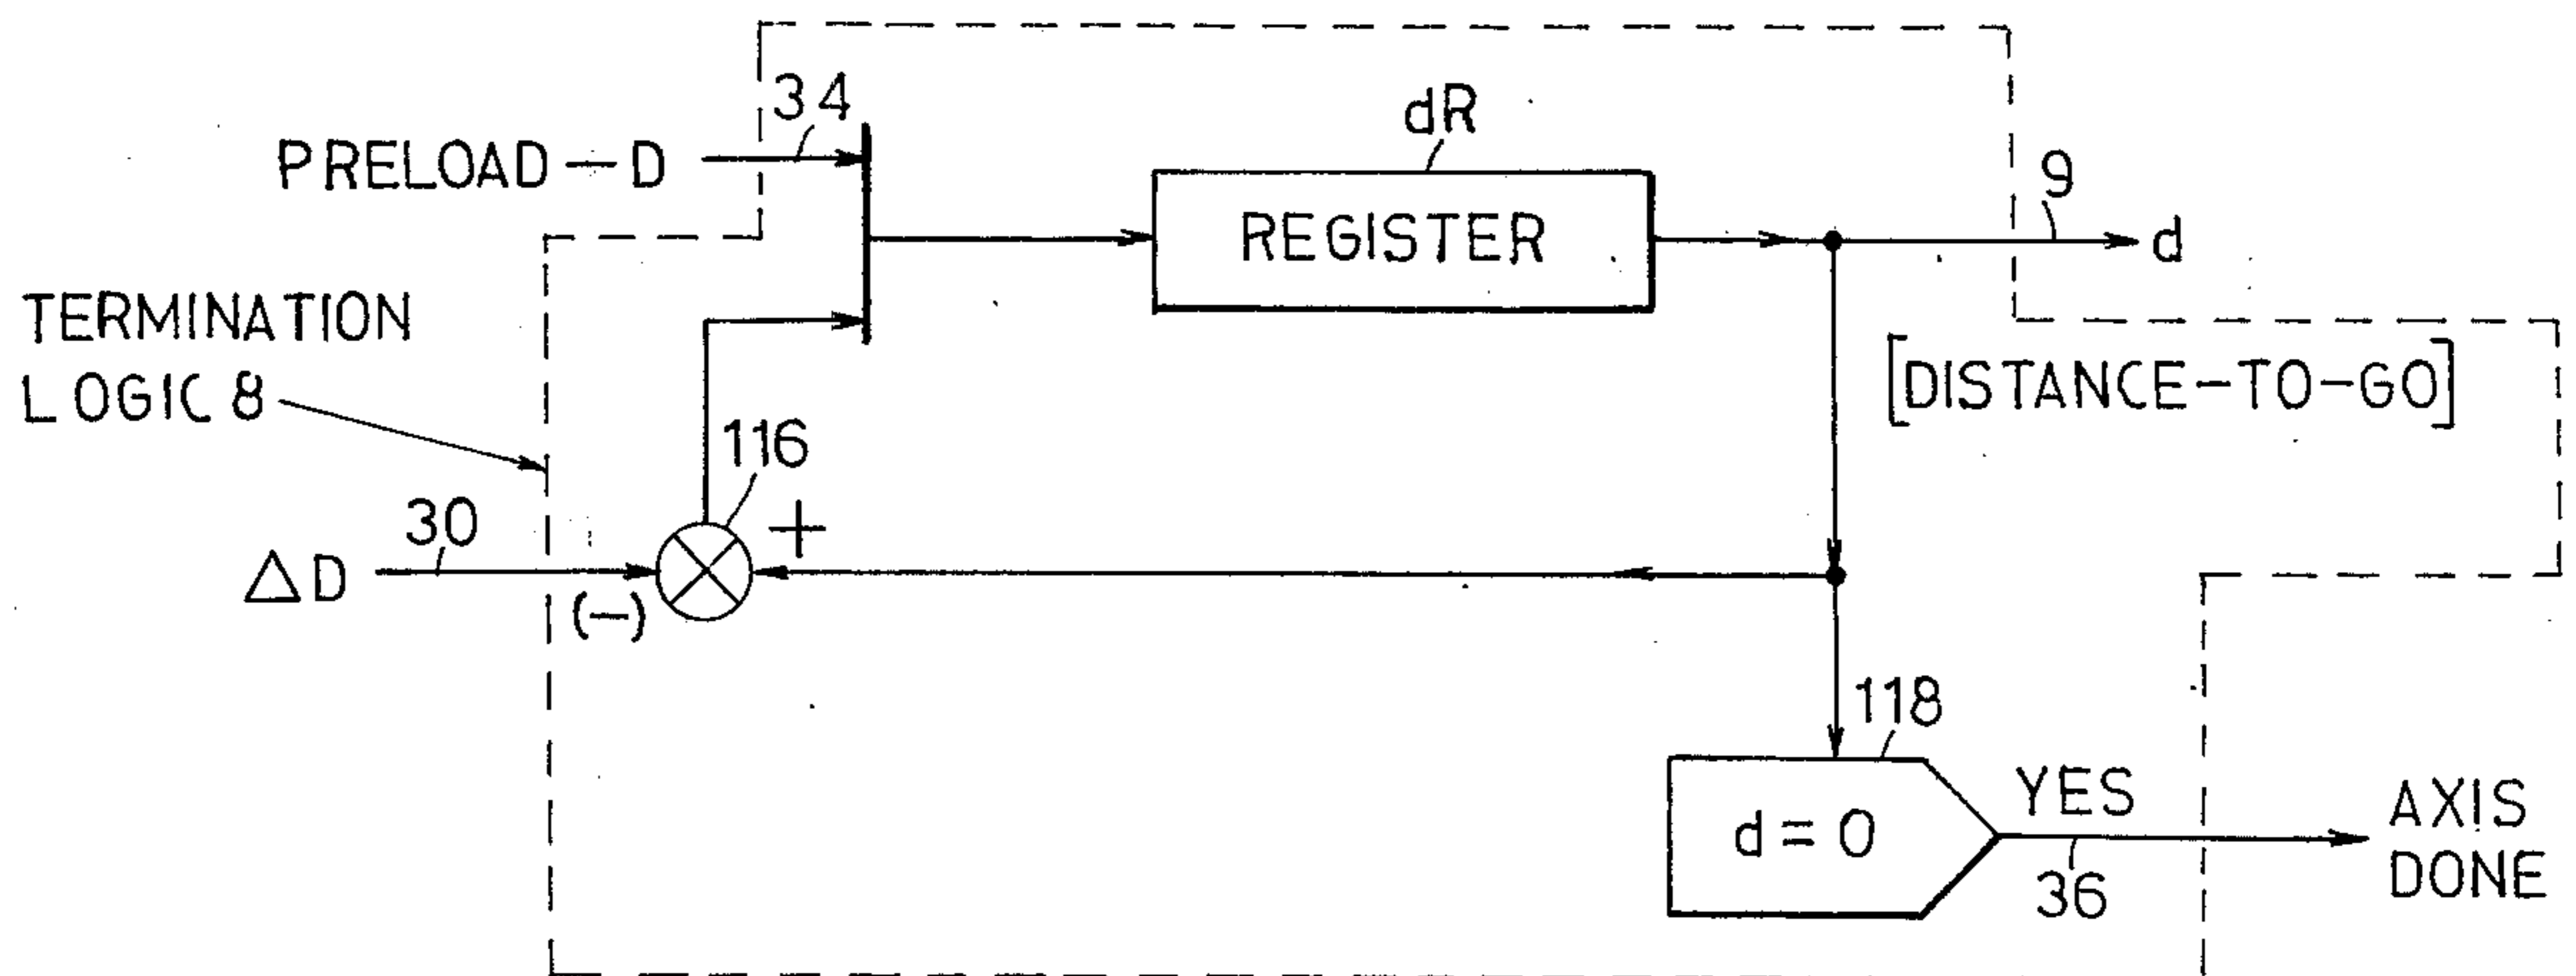 34
dR
PRELOAD-D
REGISTER
9
d
TERMINATION
LOGIC 8
[DISTANCE-TO-GO]
116
+
30
ΔD
(-)
118
d = 0
YES
36
AXIS
DONE